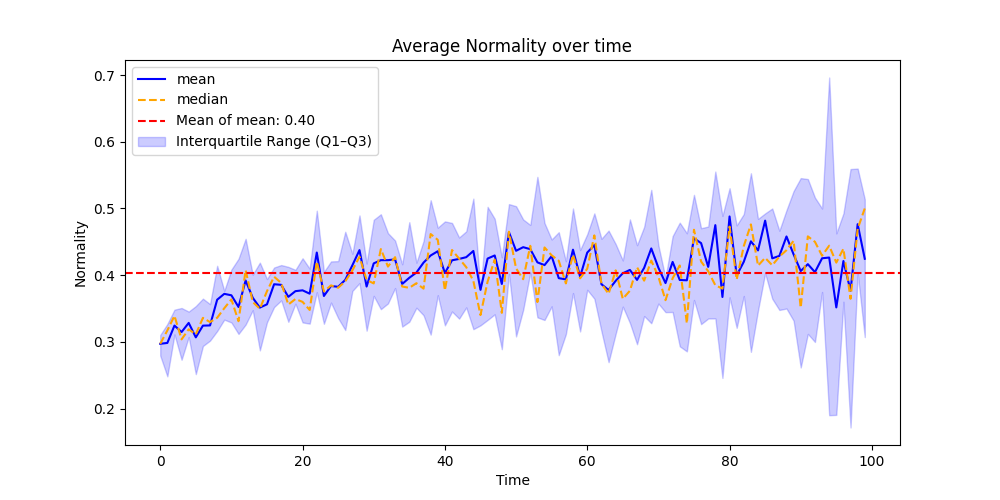 Average Normality over time
mean
median
Mean of mean: 0.40
Interquartile Range (Q1–Q3)
Normality
0.7
0.6
0.5
0.4
0.3
0.2
0
20
40
60
80
100
Time